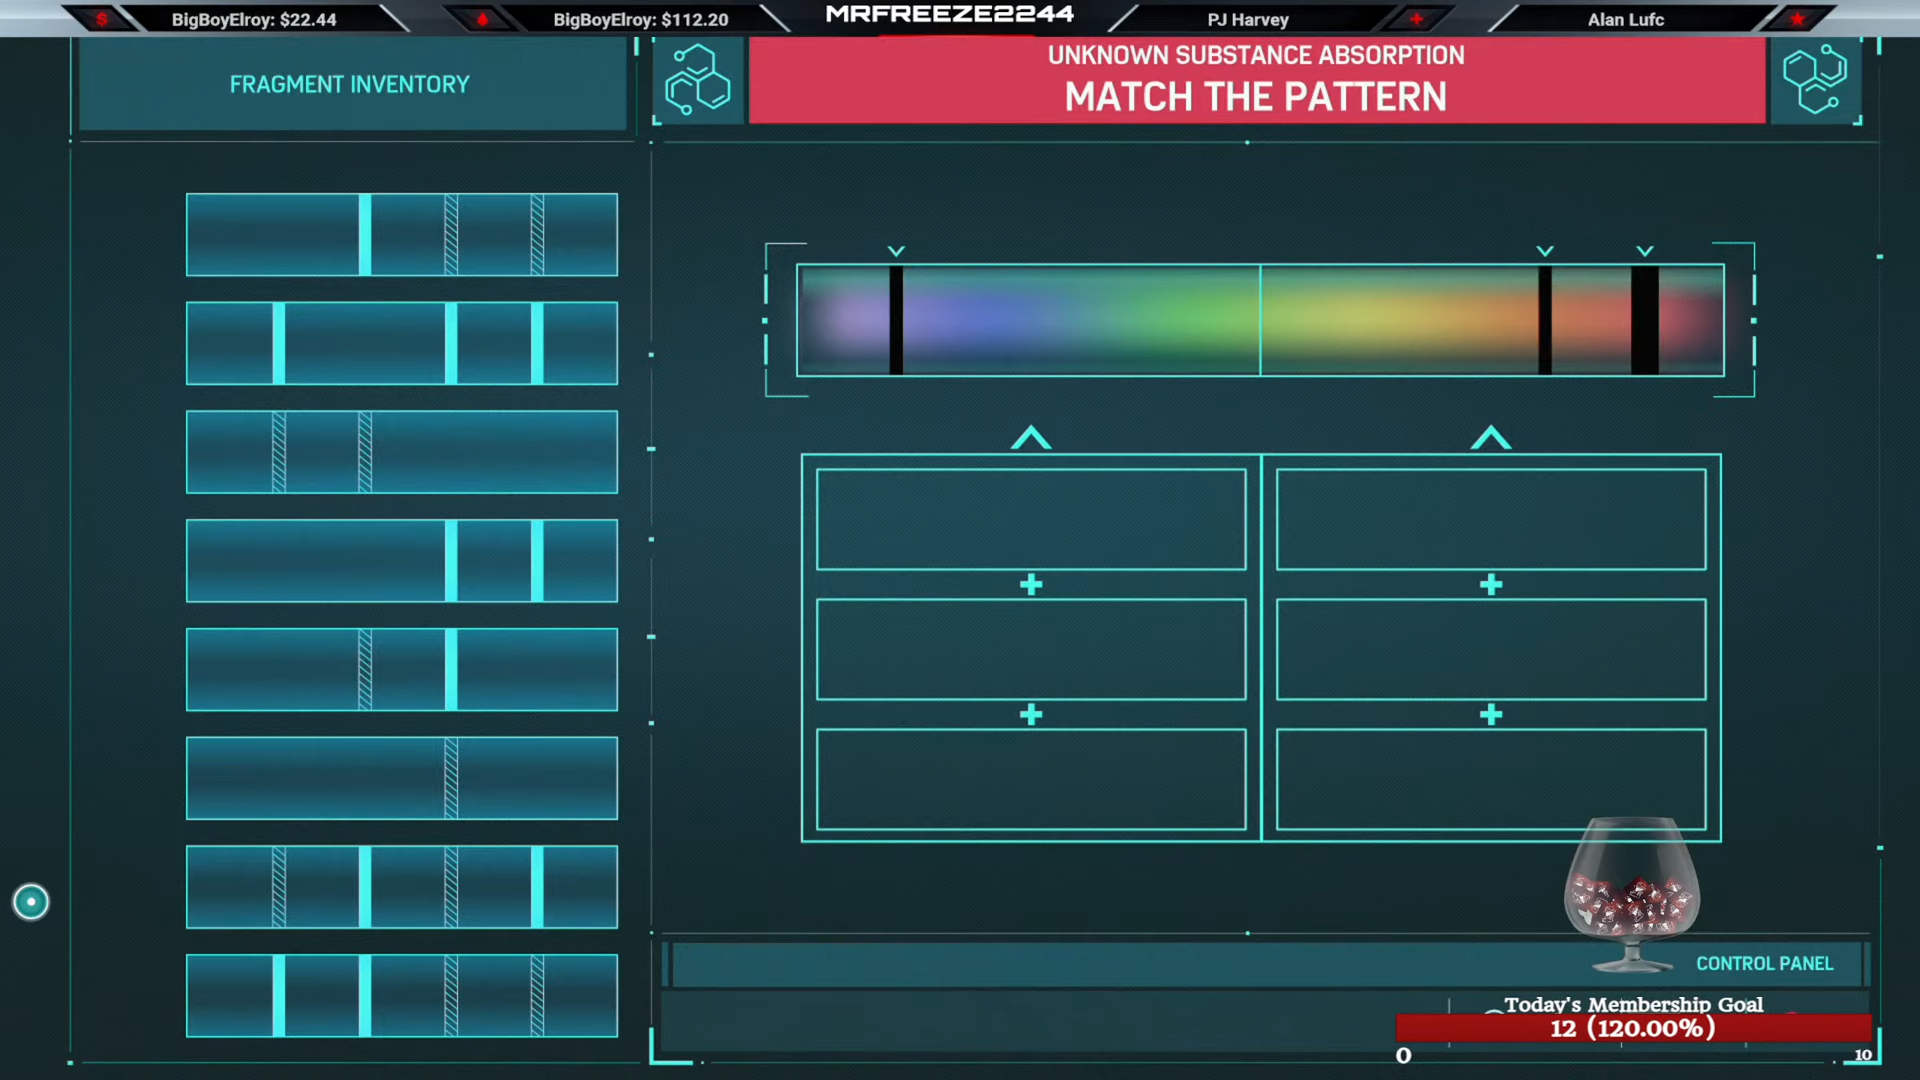 BigBoyElroy: $22.44
BigBoyElroy: $112.20
MRFREEZE2244
PJ Harvey
Alan Lufc
FRAGMENT INVENTORY
UNKNOWN SUBSTANCE ABSORPTION
MATCH THE PATTERN
CONTROL PANEL
Today's Membership Goal
12 (120.00%)
0
10